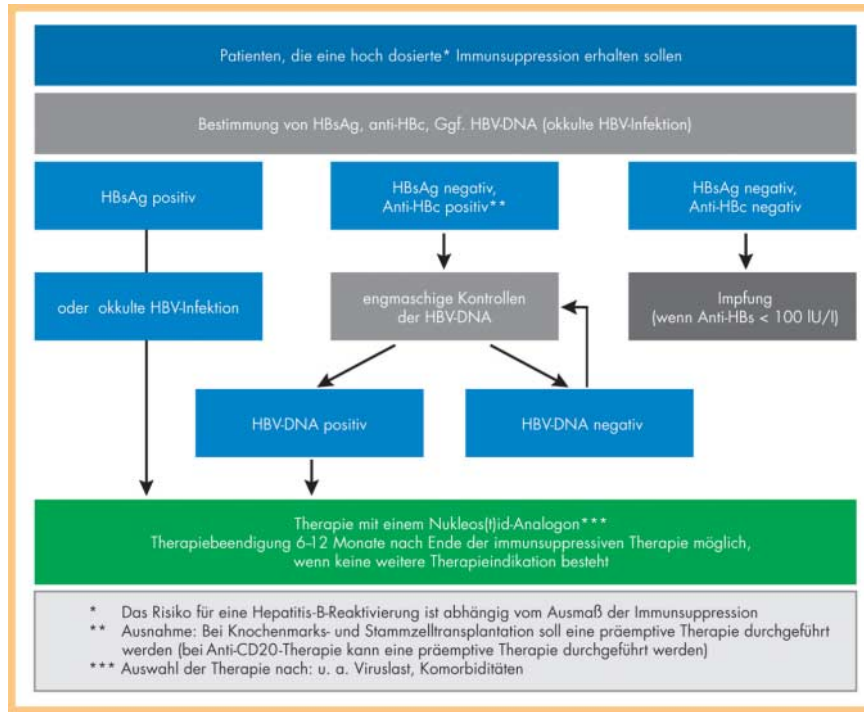 Patienten, die eine hoch dosierte* Immunsuppression erhalten sollen
Bestimmung von HBsAg, anti-HBc, Ggf. HBV-DNA (okkulte HBV-Infektion)
HBsAg positiv
HBsAg negativ,
Anti-HBc positiv**
HBsAg negativ,
Anti-HBc negativ
oder okkulte HBV-Infektion
engmaschige Kontrollen
der HBV-DNA
Impfung
(wenn Anti-HBs < 100 IU/l)
HBV-DNA positiv
HBV-DNA negativ
Therapie mit einem Nukleos(t)id-Analogon***
Therapiebeendigung 6–12 Monate nach Ende der immunsuppressiven Therapie möglich,
wenn keine weitere Therapieindikation besteht
* Das Risiko für eine Hepatitis-B-Reaktivierung ist abhängig vom Ausmaß der Immunsuppression
** Ausnahme: Bei Knochenmarks- und Stammzelltransplantation soll eine präemptive Therapie durchgeführt
werden (bei Anti-CD20-Therapie kann eine präemptive Therapie durchgeführt werden)
*** Auswahl der Therapie nach: u. a. Viruslast, Komorbiditäten